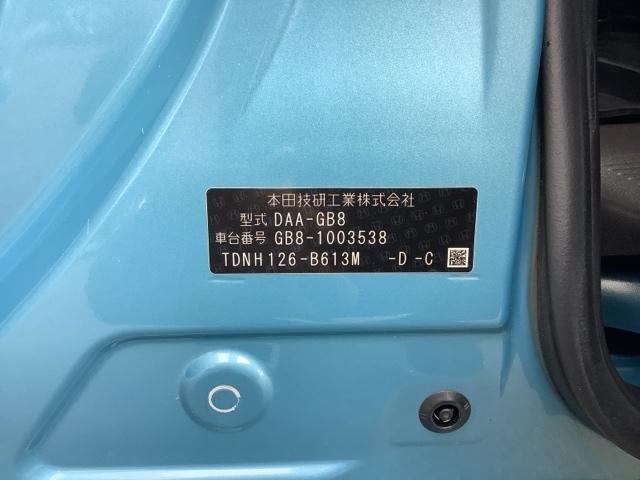 本田技研工業株式会社
型式 DAA-GB8
車台番号 GB8-1003538
TDNH126-B613M -D -C